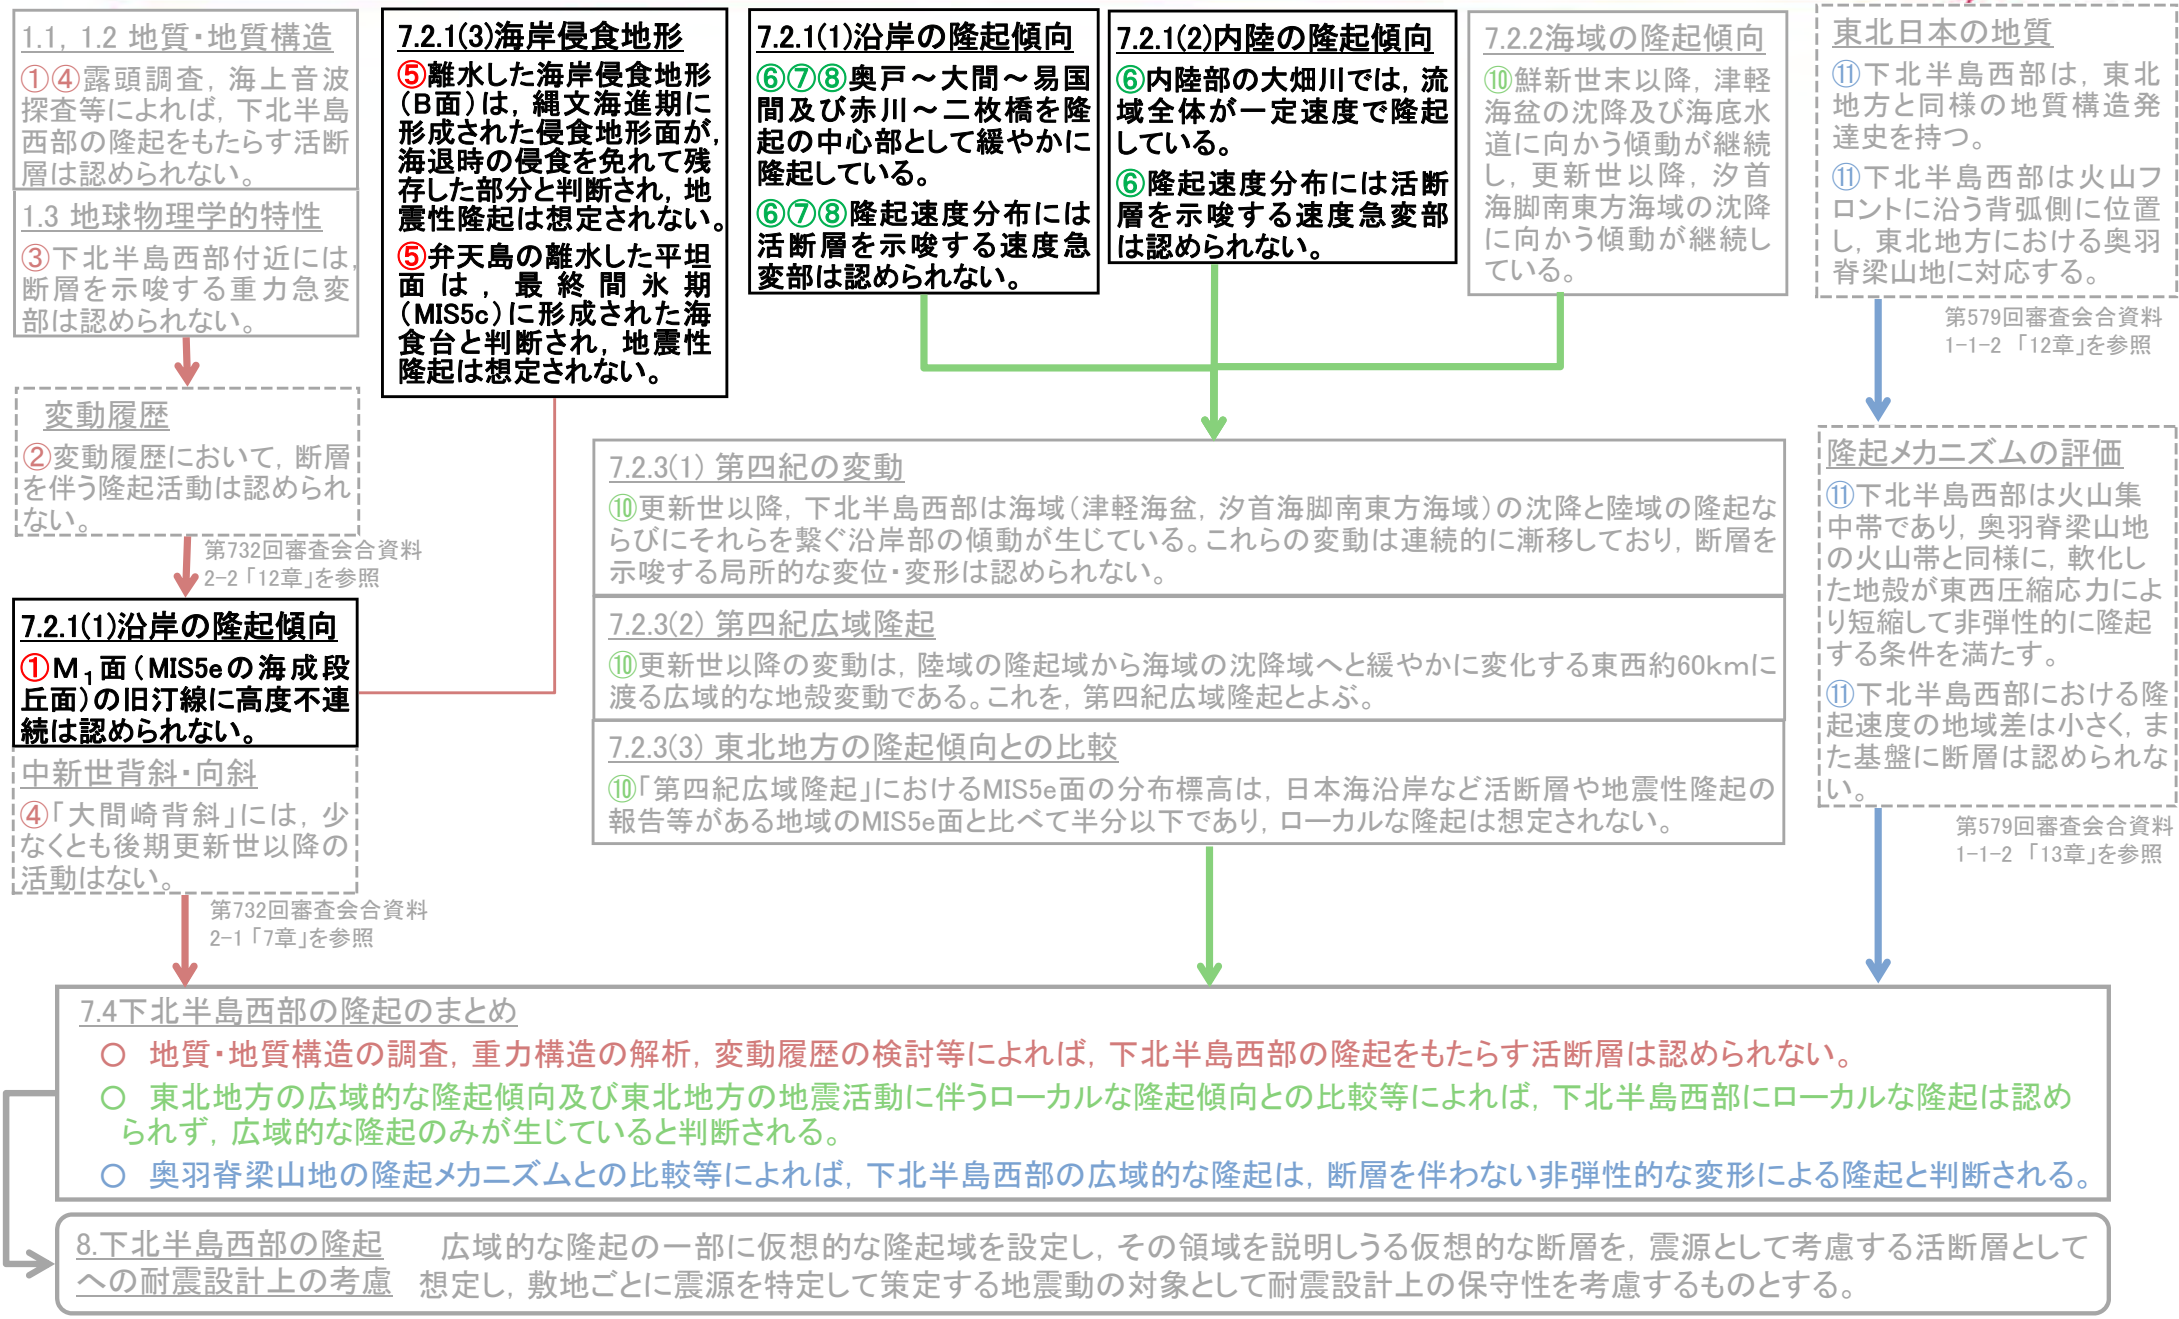 1.1, 1.2 地質・地質構造
①④露頭調査, 海上音波
探査等によれば, 下北半島
西部の隆起をもたらす活断
層は認められない。
1.3 地球物理学的特性
③下北半島西部付近には,
断層を示唆する重力急変
部は認められない。
変動履歴
②変動履歴において, 断層
を伴う隆起活動は認められ
ない。
第732回審査会合資料
2-2 「12章」を参照
7.2.1(1)沿岸の隆起傾向
①M₁面(MIS5eの海成段
丘面)の旧汀線に高度不連
続は認められない。
中新世背斜・向斜
④「大間崎背斜」には, 少
なくとも後期更新世以降の
活動はない。
第732回審査会合資料
2-1 「7章」を参照
7.2.1(3)海岸侵食地形
⑤離水した海岸侵食地形
(B面)は, 縄文海進期に
形成された侵食地形面が,
海退時の侵食を免れて残
存した部分と判断され, 地
震性隆起は想定されない。
⑤弁天島の離水した平坦
面は, 最終間氷期
(MIS5c)に形成された海
食台と判断され, 地震性
隆起は想定されない。
7.2.1(1)沿岸の隆起傾向
⑥⑦⑧奥戸～大間～易国
間及び赤川～二枚橋を隆
起の中心部として緩やかに
隆起している。
⑥⑦⑧隆起速度分布には
活断層を示唆する速度急
変部は認められない。
7.2.1(2)内陸の隆起傾向
⑥内陸部の大畑川では, 流
域全体が一定速度で隆起
している。
⑥隆起速度分布には活断
層を示唆する速度急変部
は認められない。
7.2.2海域の隆起傾向
⑩鮮新世末以降, 津軽
海盆の沈降及び海底水
道に向かう傾動が継続
し, 更新世以降, 汐首
海脚南東方海域の沈降
に向かう傾動が継続し
ている。
7.2.3(1) 第四紀の変動
⑩更新世以降, 下北半島西部は海域(津軽海盆, 汐首海脚南東方海域)の沈降と陸域の隆起な
らびにそれらを繋ぐ沿岸部の傾動が生じている。これらの変動は連続的に漸移しており, 断層を
示唆する局所的な変位・変形は認められない。
7.2.3(2) 第四紀広域隆起
⑩更新世以降の変動は, 陸域の隆起域から海域の沈降域へと緩やかに変化する東西約60kmに
渡る広域的な地殻変動である。これを, 第四紀広域隆起とよぶ。
7.2.3(3) 東北地方の隆起傾向との比較
⑩「第四紀広域隆起」におけるMIS5e面の分布標高は, 日本海沿岸など活断層や地震性隆起の
報告等がある地域のMIS5e面と比べて半分以下であり, ローカルな隆起は想定されない。
東北日本の地質
⑪下北半島西部は, 東北
地方と同様の地質構造発
達史を持つ。
⑪下北半島西部は火山フ
ロントに沿う背弧側に位置
し, 東北地方における奥羽
脊梁山地に対応する。
第579回審査会合資料
1-1-2 「12章」を参照
隆起メカニズムの評価
⑪下北半島西部は火山集
中帯であり, 奥羽脊梁山地
の火山帯と同様に, 軟化し
た地殻が東西圧縮応力によ
り短縮して非弾性的に隆起
する条件を満たす。
⑪下北半島西部における隆
起速度の地域差は小さく, ま
た基盤に断層は認められな
い。
第579回審査会合資料
1-1-2 「13章」を参照
7.4下北半島西部の隆起のまとめ
○ 地質・地質構造の調査, 重力構造の解析, 変動履歴の検討等によれば, 下北半島西部の隆起をもたらす活断層は認められない。
○ 東北地方の広域的な隆起傾向及び東北地方の地震活動に伴うローカルな隆起傾向との比較等によれば, 下北半島西部にローカルな隆起は認め
られず, 広域的な隆起のみが生じていると判断される。
○ 奥羽脊梁山地の隆起メカニズムとの比較等によれば, 下北半島西部の広域的な隆起は, 断層を伴わない非弾性的な変形による隆起と判断される。
8.下北半島西部の隆起
への耐震設計上の考慮
広域的な隆起の一部に仮想的な隆起域を設定し, その領域を説明しうる仮想的な断層を, 震源として考慮する活断層として
想定し, 敷地ごとに震源を特定して策定する地震動の対象として耐震設計上の保守性を考慮するものとする。